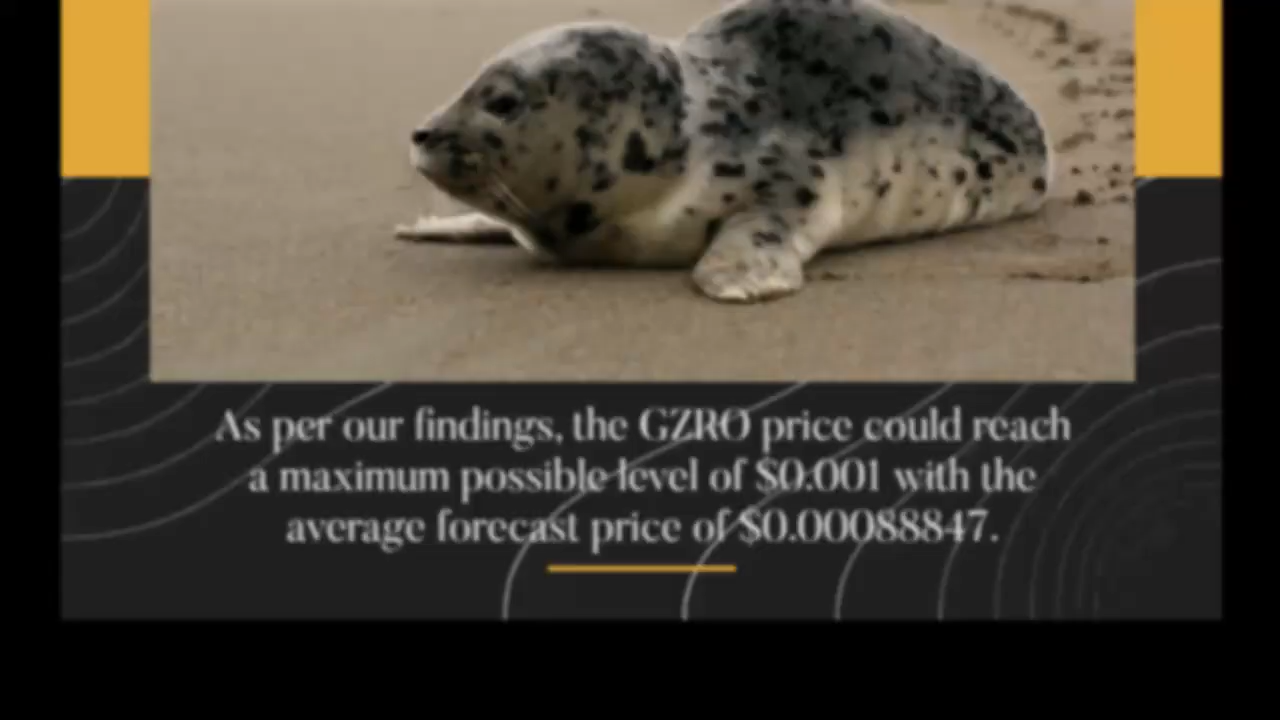 As per our findings, the GZRO price could reach
a maximum possible level of $0.001 with the
average forecast price of $0.00088847.